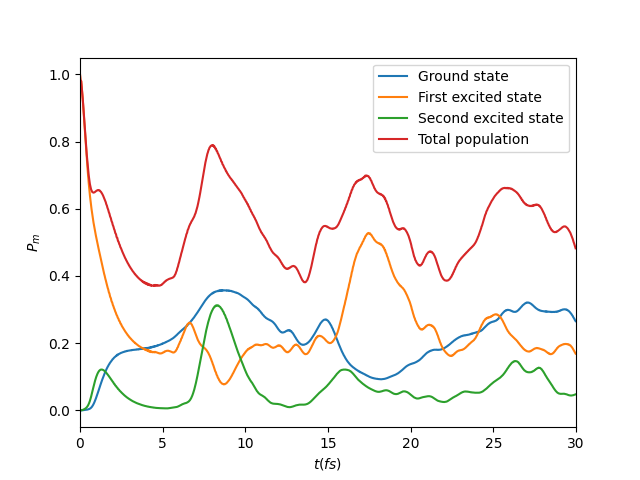 Ground state
First excited state
Second excited state
Total population
1.0
0.8
0.6
0.4
0.2
0.0
P_m
0 5 10 15 20 25 30
t(fs)